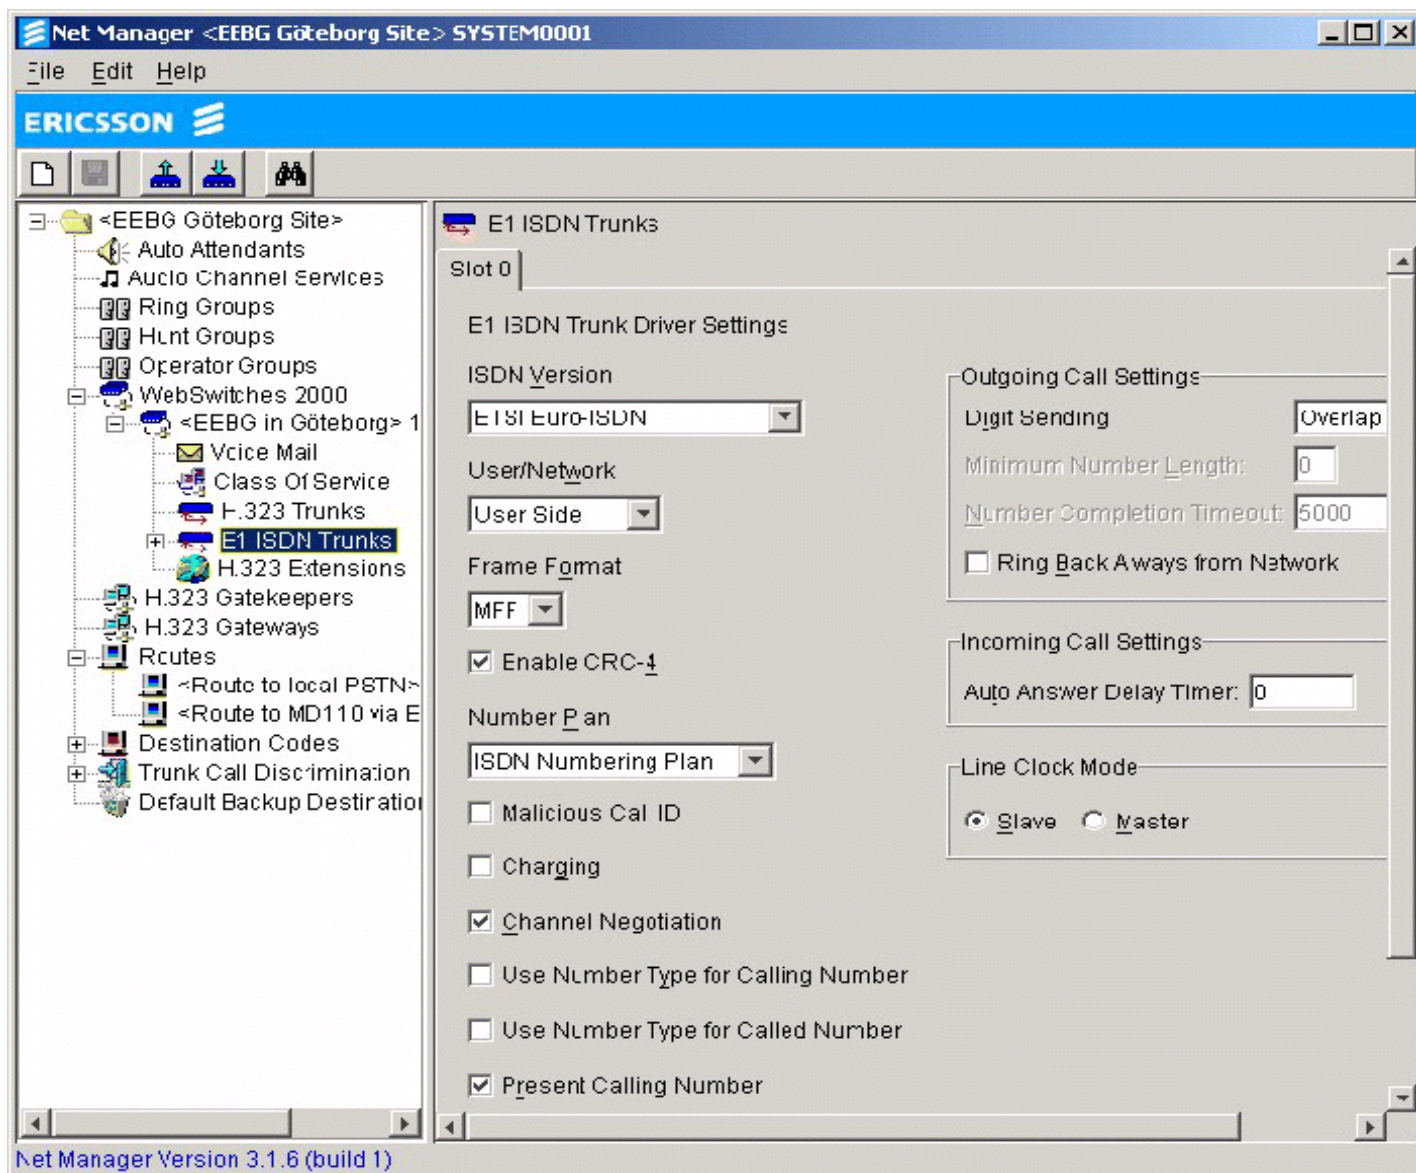 Net Manager <EEBG Göteborg Site> SYSTEM0001
File Edit Help
ERICSSON
<EEBG Göteborg Site>
Auto Attendants
Audio Channel Services
Ring Groups
Hunt Groups
Operator Groups
WebSwitches 2000
<EEBG in Göteborg> 1
Voice Mail
Class Of Service
H.323 Trunks
E1 ISDN Trunks
H.323 Extensions
H.323 Gatekeepers
H.323 Gateways
Routes
<Route to local PSTN>
<Route to MD110 via E
Destination Codes
Trunk Call Discrimination
Default Backup Destination
E1 ISDN Trunks
Slot 0
E1 ISDN Trunk Driver Settings
ISDN Version
ETSI Euro-ISDN
User/Network
User Side
Frame Format
MFF
Enable CRC-4
Number Plan
ISDN Numbering Plan
Malicious Call ID
Charging
Channel Negotiation
Use Number Type for Calling Number
Use Number Type for Called Number
Present Calling Number
Outgoing Call Settings
Digit Sending Overlap
Minimum Number Length: 0
Number Completion Timeout: 5000
Ring Back Aways from Network
Incoming Call Settings
Auto Answer Delay Timer: 0
Line Clock Mode
Slave Master
Net Manager Version 3.1.6 (build 1)